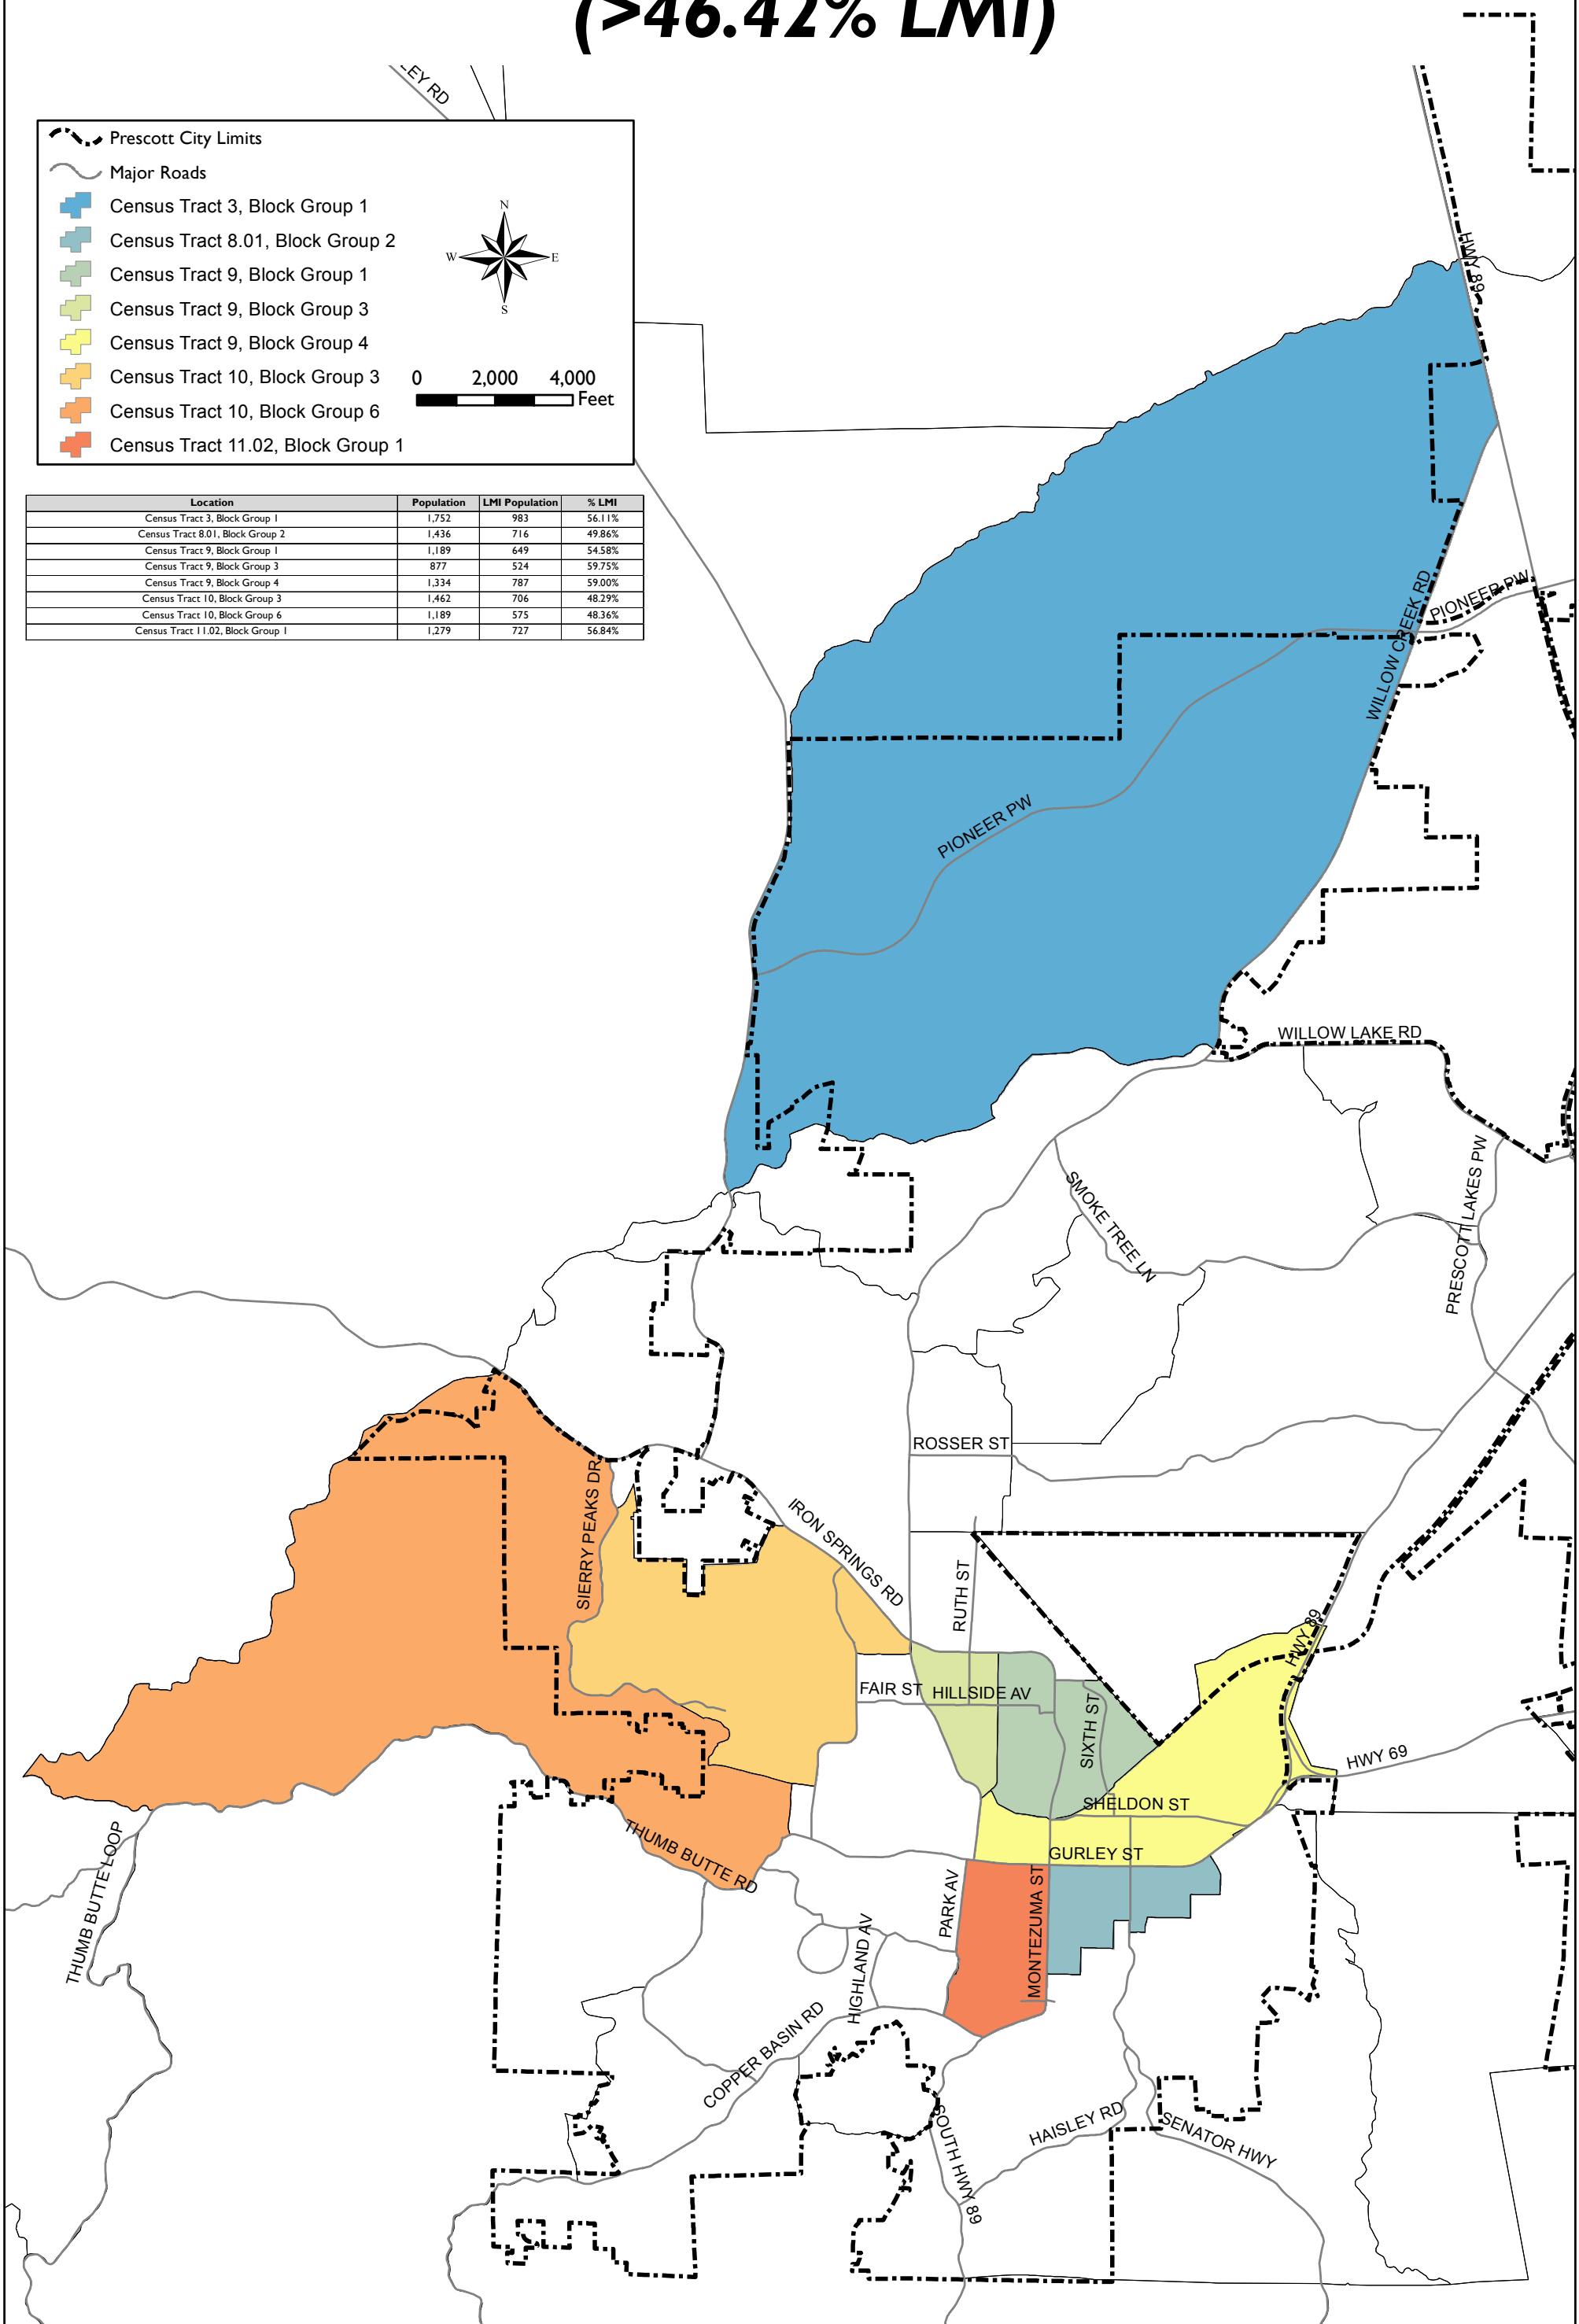 (>46.42% LMI)
LEY RD
Prescott City Limits
Major Roads
Census Tract 3, Block Group 1
Census Tract 8.01, Block Group 2
Census Tract 9, Block Group 1
Census Tract 9, Block Group 3
Census Tract 9, Block Group 4
Census Tract 10, Block Group 3
Census Tract 10, Block Group 6
Census Tract 11.02, Block Group 1
N
W E
S
0 2,000 4,000
Feet
Location Population LMI Population % LMI
Census Tract 3, Block Group 1 1,752 983 56.11%
Census Tract 8.01, Block Group 2 1,436 716 49.86%
Census Tract 9, Block Group 1 1,189 649 54.58%
Census Tract 9, Block Group 3 877 524 59.75%
Census Tract 9, Block Group 4 1,334 787 59.00%
Census Tract 10, Block Group 3 1,462 706 48.29%
Census Tract 10, Block Group 6 1,189 575 48.36%
Census Tract 11.02, Block Group 1 1,279 727 56.84%
HWY 89
PIONEER PW
WILLOW CREEK RD
PIONEER PW
WILLOW LAKE RD
SMOKE TREE LN
PRESCOTT LAKES PW
ROSSER ST
SIERRY PEAKS DR
IRON SPRINGS RD
RUTH ST
HWY 89
FAIR ST
HILLSIDE AV
SIXTH ST
HWY 69
SHELDON ST
THUMB BUTTE RD
GURLEY ST
THUMB BUTTE LOOP
PARK AV
MONTEZUMA ST
HIGHLAND AV
COPPER BASIN RD
SOUTH HWY 89
HAISLEY RD
SENATOR HWY